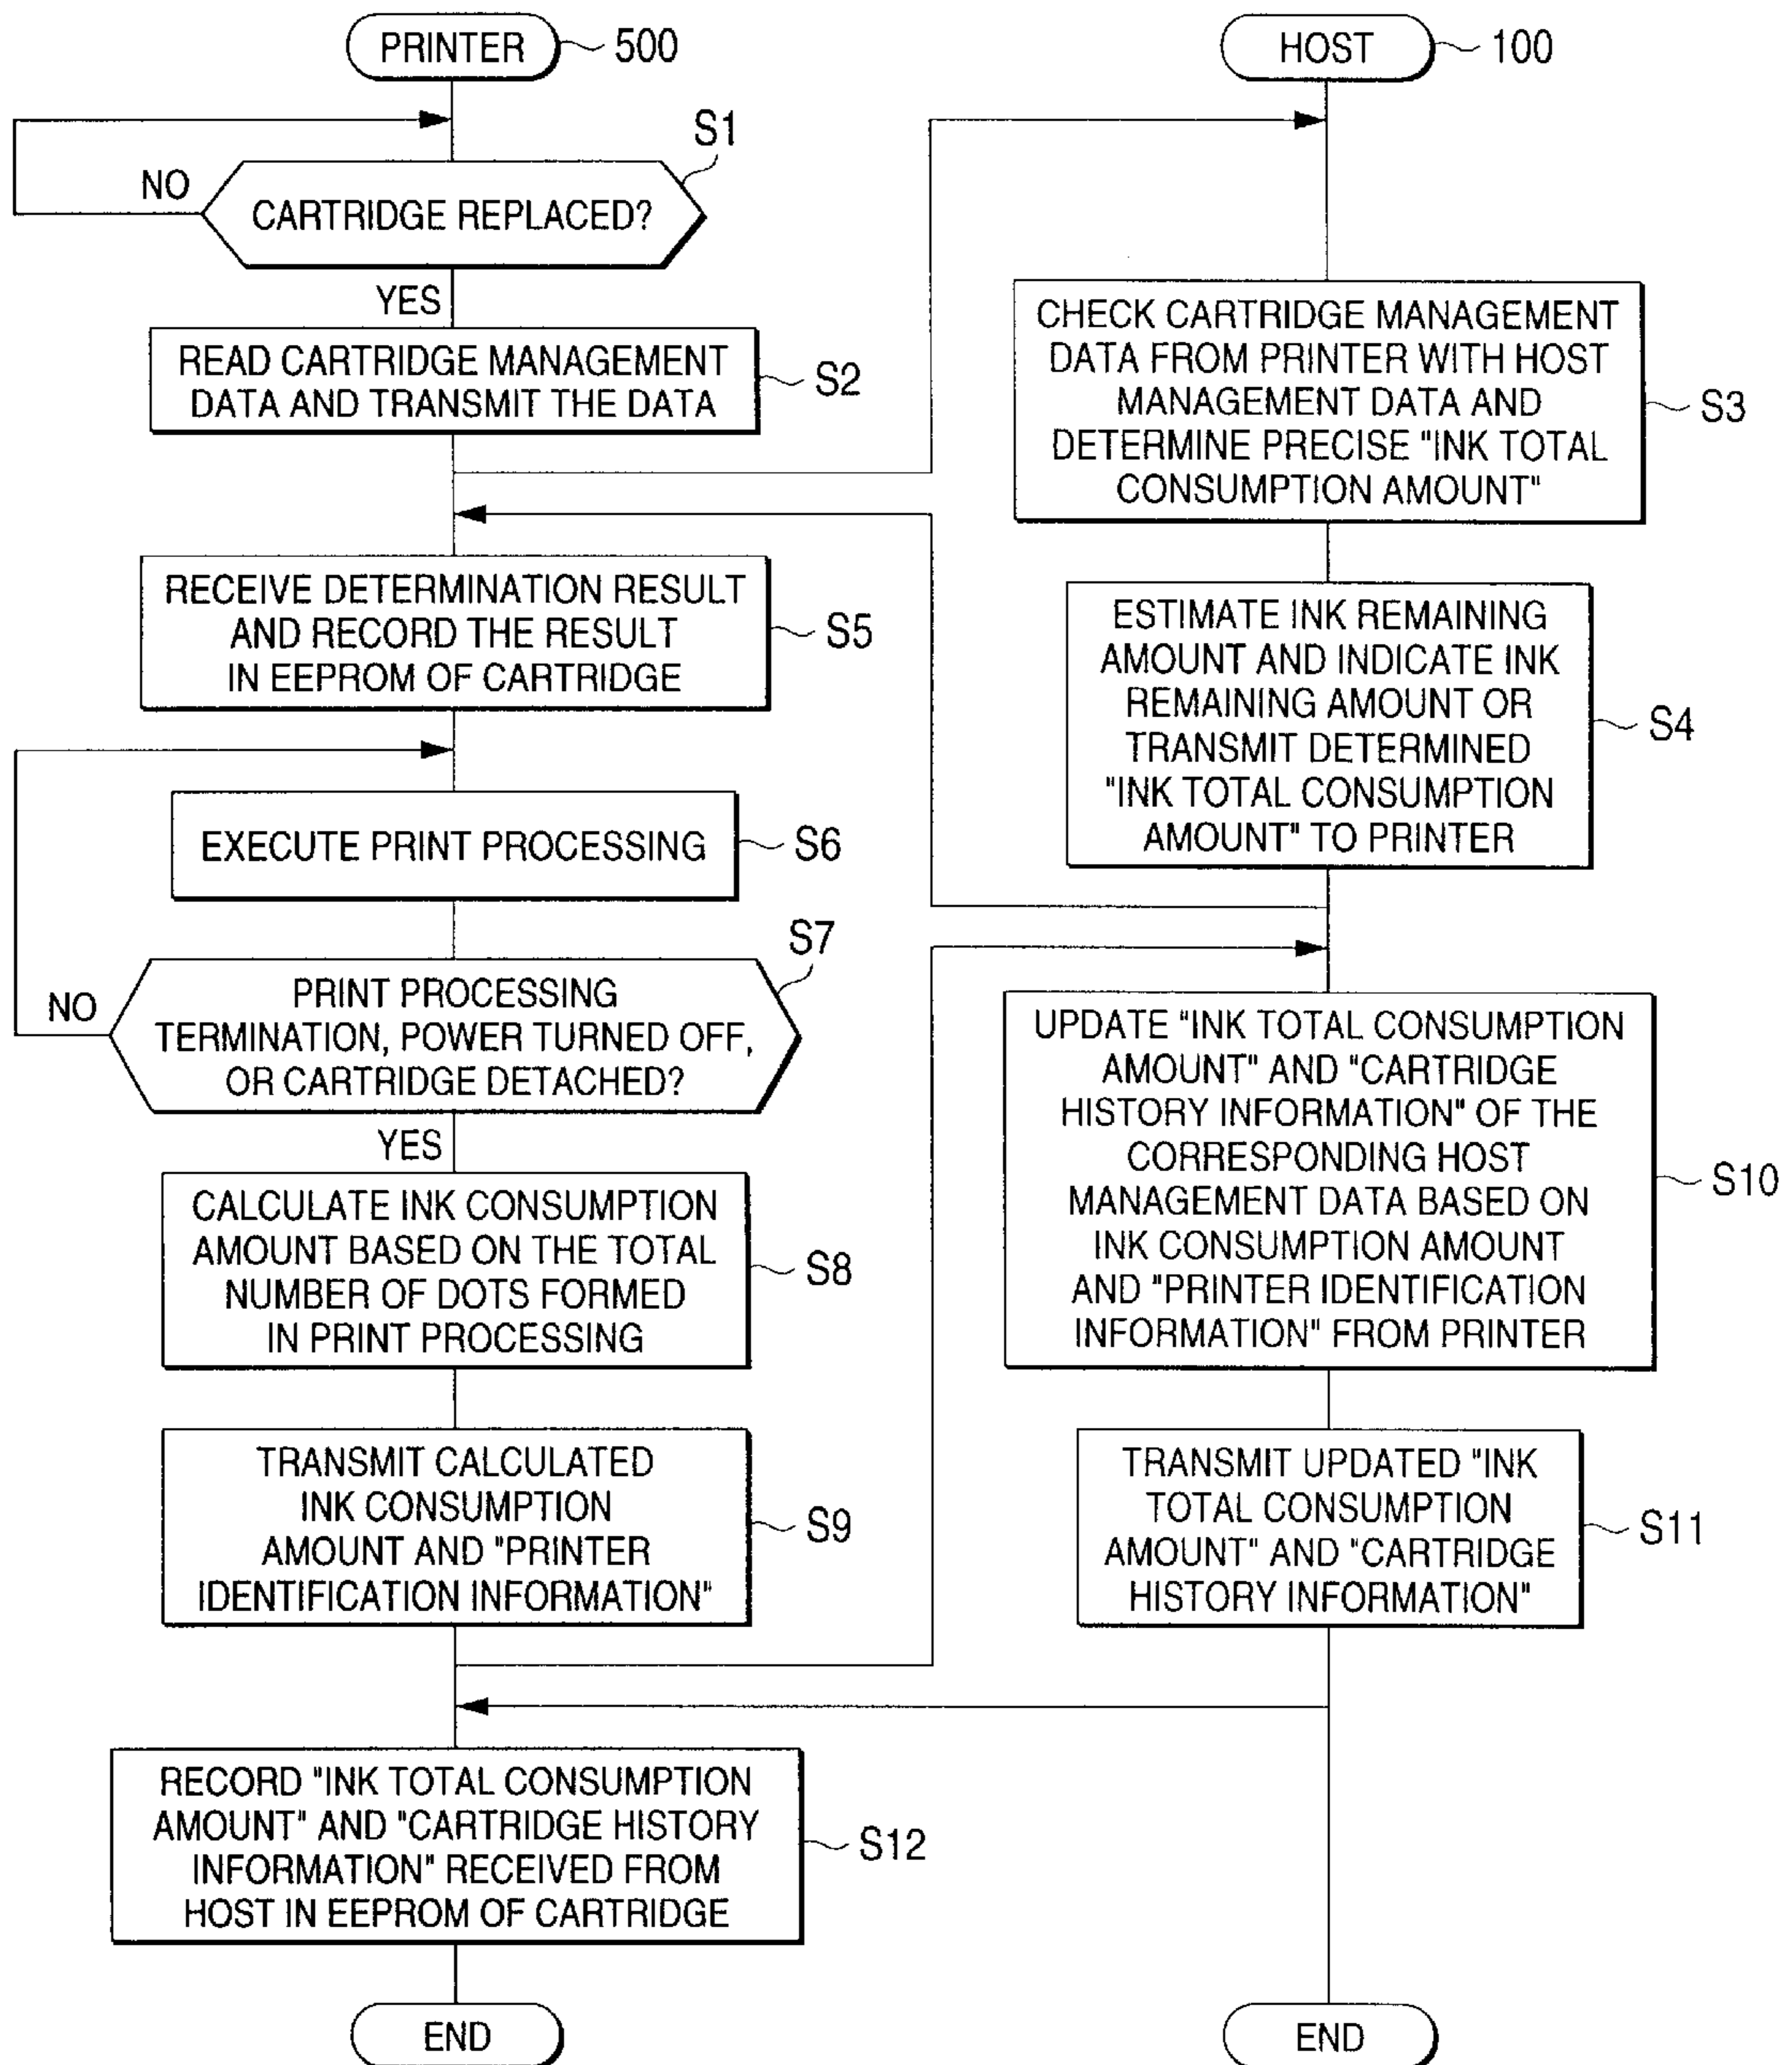 PRINTER
500
S1
NO
CARTRIDGE REPLACED?
YES
READ CARTRIDGE MANAGEMENT
DATA AND TRANSMIT THE DATA
S2
RECEIVE DETERMINATION RESULT
AND RECORD THE RESULT
IN EEPROM OF CARTRIDGE
S5
EXECUTE PRINT PROCESSING
S6
S7
NO
PRINT PROCESSING
TERMINATION, POWER TURNED OFF,
OR CARTRIDGE DETACHED?
YES
CALCULATE INK CONSUMPTION
AMOUNT BASED ON THE TOTAL
NUMBER OF DOTS FORMED
IN PRINT PROCESSING
S8
TRANSMIT CALCULATED
INK CONSUMPTION
AMOUNT AND "PRINTER
IDENTIFICATION INFORMATION"
S9
RECORD "INK TOTAL CONSUMPTION
AMOUNT" AND "CARTRIDGE HISTORY
INFORMATION" RECEIVED FROM
HOST IN EEPROM OF CARTRIDGE
S12
END
HOST
100
CHECK CARTRIDGE MANAGEMENT
DATA FROM PRINTER WITH HOST
MANAGEMENT DATA AND
DETERMINE PRECISE "INK TOTAL
CONSUMPTION AMOUNT"
S3
ESTIMATE INK REMAINING
AMOUNT AND INDICATE INK
REMAINING AMOUNT OR
TRANSMIT DETERMINED
"INK TOTAL CONSUMPTION
AMOUNT" TO PRINTER
S4
UPDATE "INK TOTAL CONSUMPTION
AMOUNT" AND "CARTRIDGE
HISTORY INFORMATION" OF THE
CORRESPONDING HOST
MANAGEMENT DATA BASED ON
INK CONSUMPTION AMOUNT
AND "PRINTER IDENTIFICATION
INFORMATION" FROM PRINTER
S10
TRANSMIT UPDATED "INK
TOTAL CONSUMPTION
AMOUNT" AND "CARTRIDGE
HISTORY INFORMATION"
S11
END